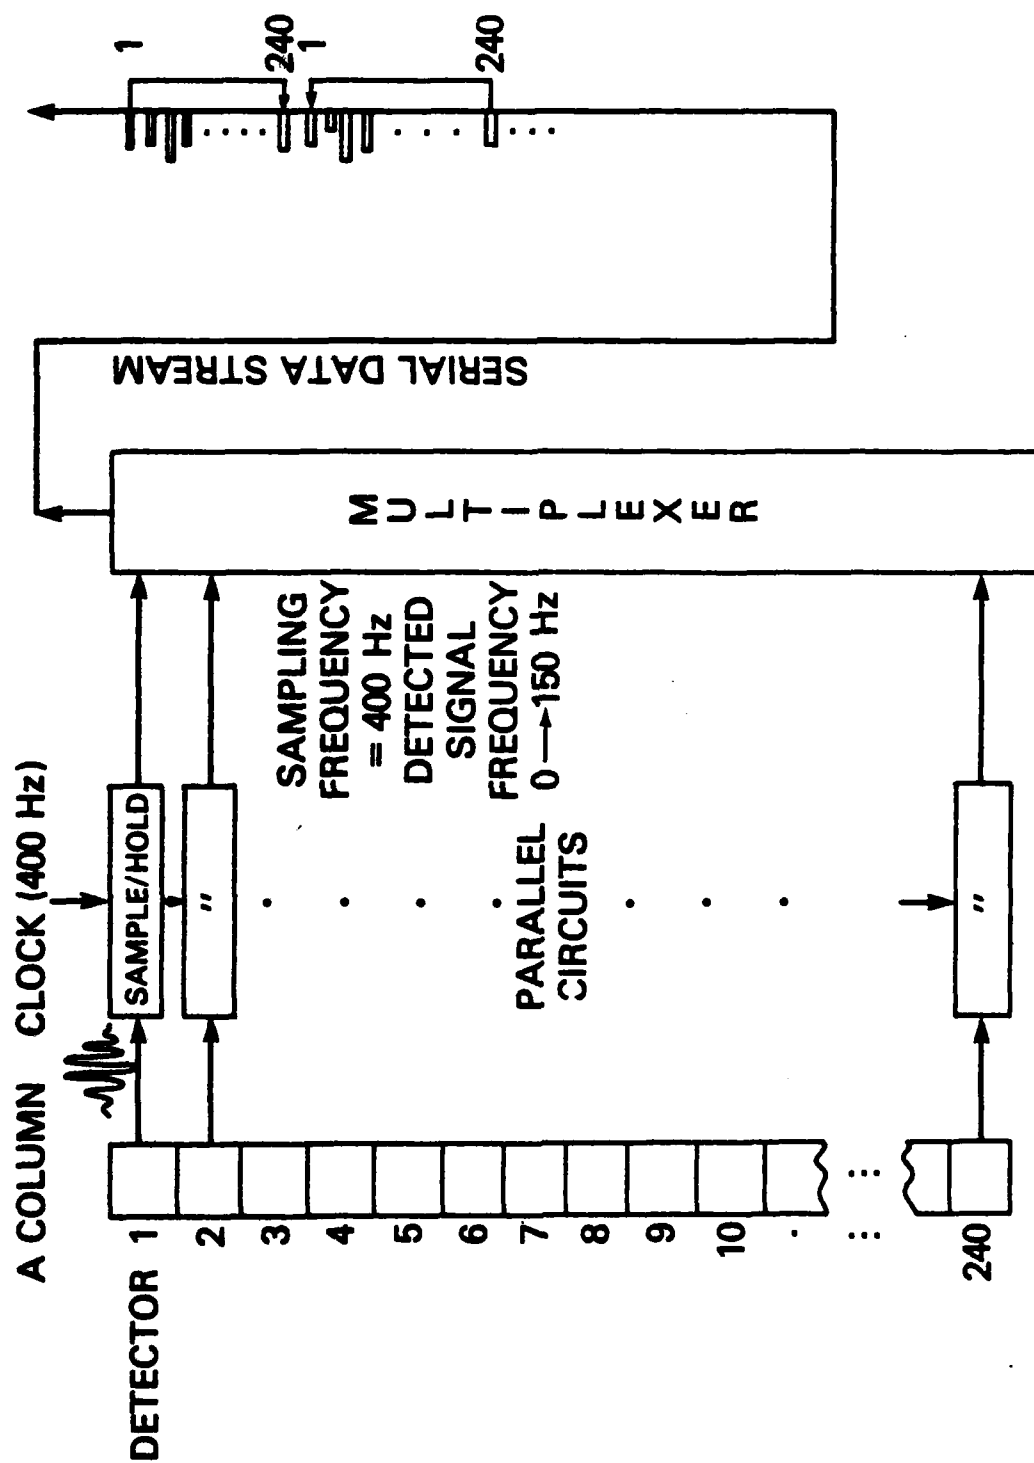 A COLUMN
CLOCK (400 Hz)
DETECTOR
1
2
3
4
5
6
7
8
9
10
240
SAMPLE/HOLD
"
"
PARALLEL
CIRCUITS
SAMPLING
FREQUENCY
= 400 Hz
DETECTED
SIGNAL
FREQUENCY
0→150 Hz
MULTIPLEXER
SERIAL DATA STREAM
1
240
1
240